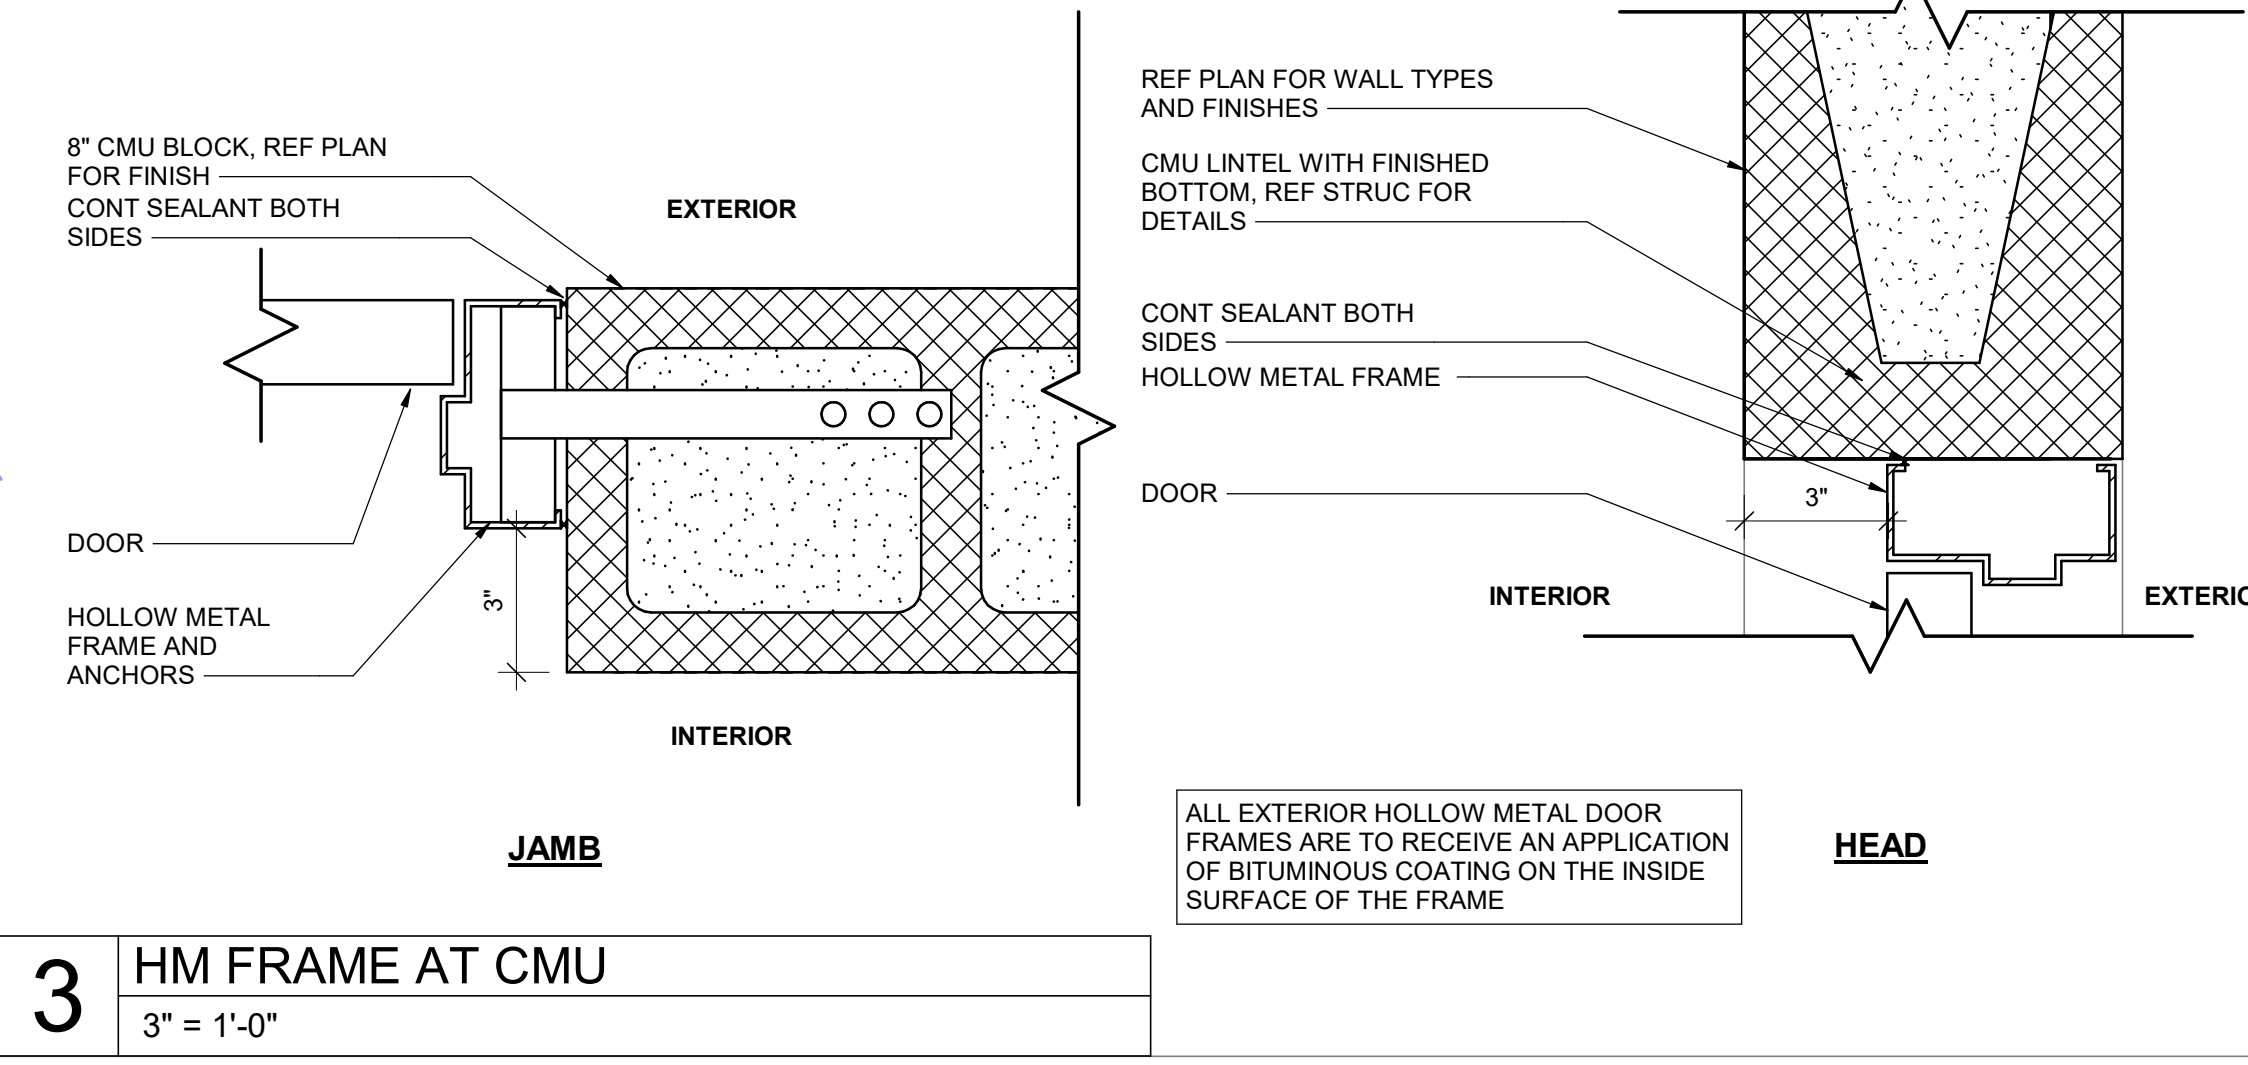 8" CMU BLOCK, REF PLAN
FOR FINISH
CONT SEALANT BOTH
SIDES
EXTERIOR
DOOR
HOLLOW METAL
FRAME AND
ANCHORS
3"
INTERIOR
JAMB
REF PLAN FOR WALL TYPES
AND FINISHES
CMU LINTEL WITH FINISHED
BOTTOM, REF STRUC FOR
DETAILS
CONT SEALANT BOTH
SIDES
HOLLOW METAL FRAME
DOOR
3"
INTERIOR
EXTERIO
ALL EXTERIOR HOLLOW METAL DOOR
FRAMES ARE TO RECEIVE AN APPLICATION
OF BITUMINOUS COATING ON THE INSIDE
SURFACE OF THE FRAME
HEAD
3
HM FRAME AT CMU
3" = 1'-0"